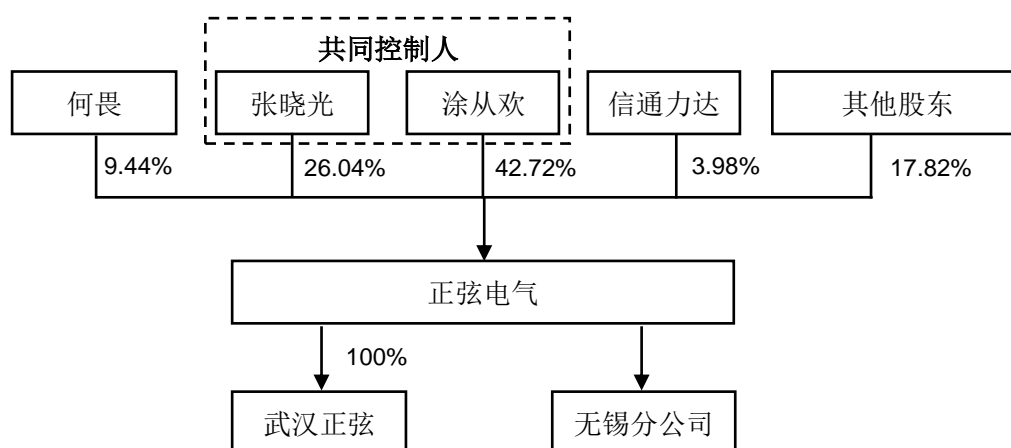 共同控制人
何畏
张晓光
涂从欢
信通力达
其他股东
9.44%
26.04%
42.72%
3.98%
17.82%
正弦电气
100%
武汉正弦
无锡分公司